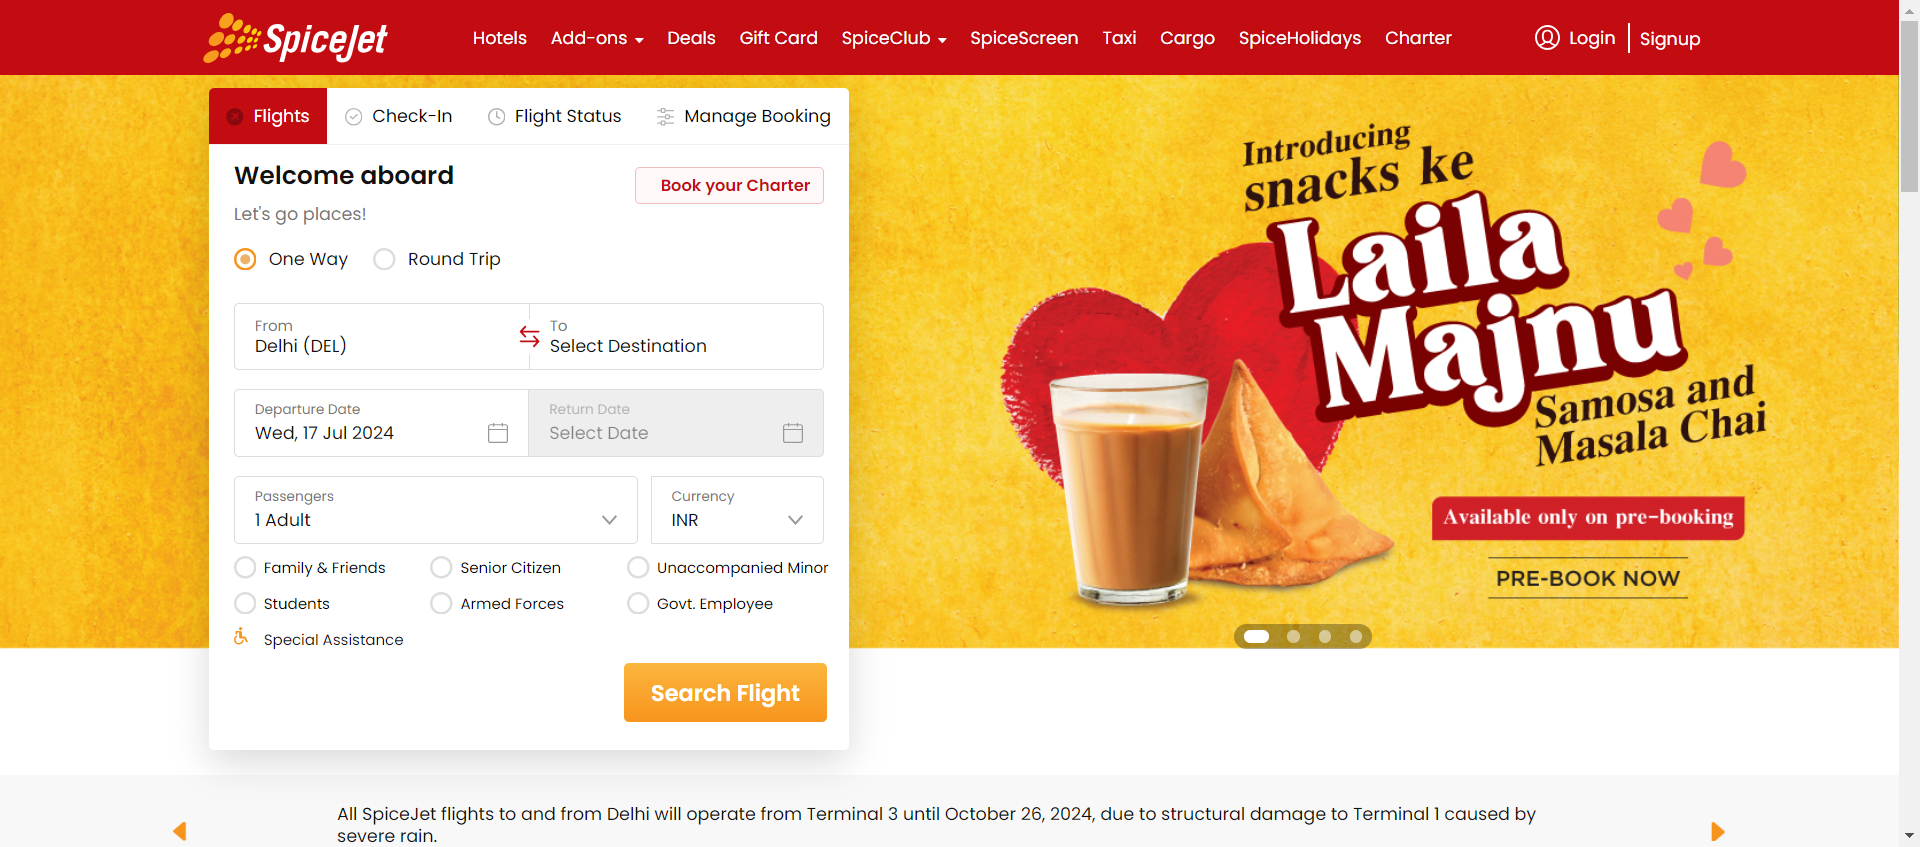 SpiceJet
Hotels Add-ons Deals Gift Card SpiceClub SpiceScreen Taxi Cargo SpiceHolidays Charter Login Signup
Flights Check-In Flight Status Manage Booking
Welcome aboard
Book your Charter
Let's go places!
One Way Round Trip
From
Delhi (DEL)
To
Select Destination
Departure Date
Wed, 17 Jul 2024
Return Date
Select Date
Passengers
1 Adult
Currency
INR
Family & Friends Senior Citizen Unaccompanied Minor
Students Armed Forces Govt. Employee
Special Assistance
Search Flight
Introducing
snacks ke
Laila
Majnu
Samosa and
Masala Chai
Available only on pre-booking
PRE-BOOK NOW
All SpiceJet flights to and from Delhi will operate from Terminal 3 until October 26, 2024, due to structural damage to Terminal 1 caused by
severe rain.